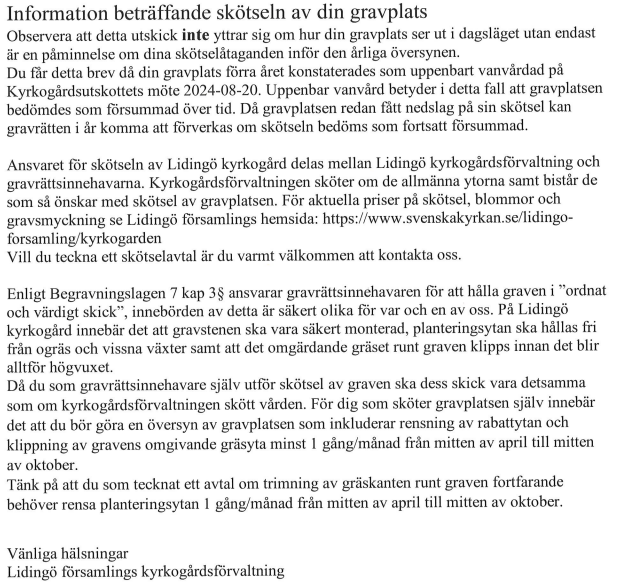 Information beträffande skötseln av din gravplats
Observera att detta utskick inte yttrar sig om hur din gravplats ser ut i dagsläget utan endast
är en påminnelse om dina skötselåtaganden inför den årliga översynen.
Du får detta brev då din gravplats förra året konstaterades som uppenbart vanvårdad på
Kyrkogårdsutskottets möte 2024-08-20. Uppenbar vanvård betyder i detta fall att gravplatsen
bedömdes som försummad över tid. Då gravplatsen redan fått nedslag på sin skötsel kan
gravrätten i år komma att förverkas om skötseln bedöms som fortsatt försummad.
Ansvaret för skötseln av Lidingö kyrkogård delas mellan Lidingö kyrkogårdsförvaltning och
gravrättsinnehavarna. Kyrkogårdsförvaltningen sköter om de allmänna ytorna samt bistår de
som så önskar med skötsel av gravplatsen. För aktuella priser på skötsel, blommor och
gravsmyckning se Lidingö församlings hemsida: https://www.svenskakyrkan.se/lidingo-
forsamling/kyrkogarden
Vill du teckna ett skötselavtal är du varmt välkommen att kontakta oss.
Enligt Begravningslagen 7 kap 3§ ansvarar gravrättsinnehavaren för att hålla graven i ”ordnat
och värdigt skick”, innebörden av detta är säkert olika för var och en av oss. På Lidingö
kyrkogård innebär det att gravstenen ska vara säkert monterad, planteringsytan ska hållas fri
från ogräs och vissna växter samt att det omgärdande gräset runt graven klipps innan det blir
alltför högvuxet.
Då du som gravrättsinnehavare själv utför skötsel av graven ska dess skick vara detsamma
som om kyrkogårdsförvaltningen skött vården. För dig som sköter gravplatsen själv innebär
det att du bör göra en översyn av gravplatsen som inkluderar rensning av rabattytan och
klippning av gravens omgivande gräsyta minst 1 gång/månad från mitten av april till mitten
av oktober.
Tänk på att du som tecknat ett avtal om trimning av gräskanten runt graven fortfarande
behöver rensa planteringsytan 1 gång/månad från mitten av april till mitten av oktober.
Vänliga hälsningar
Lidingö församlings kyrkogårdsförvaltning